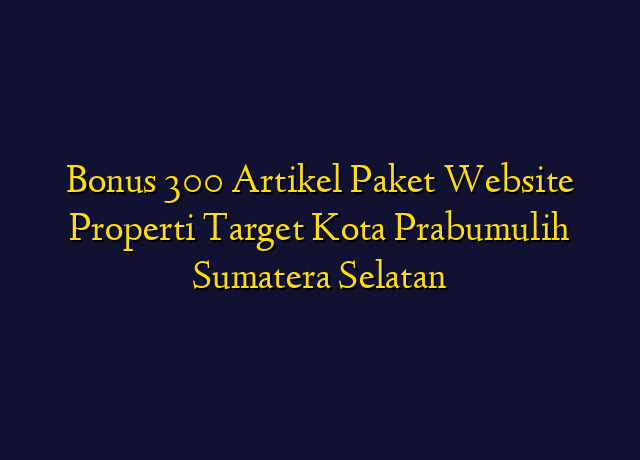 Bonus 300 Artikel Paket Website
Properti Target Kota Prabumulih
Sumatera Selatan